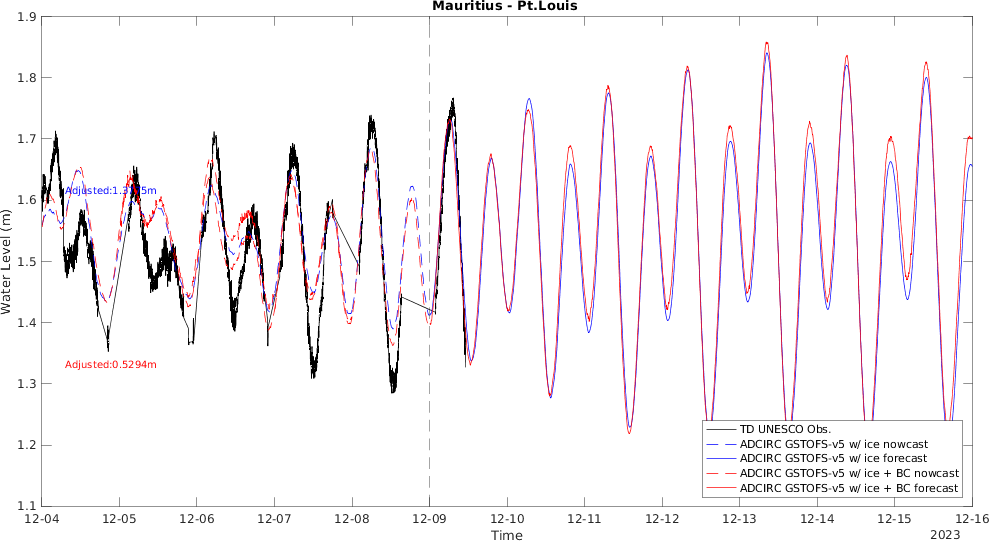 Mauritius - Pt.Louis
1.9
1.8
1.7
1.6
1.5
1.4
1.3
1.2
1.1
Water Level (m)
Adjusted:0.5294m
TD UNESCO Obs.
ADCIRC GSTOFS-v5 w/ ice nowcast
ADCIRC GSTOFS-v5 w/ ice forecast
ADCIRC GSTOFS-v5 w/ ice + BC nowcast
ADCIRC GSTOFS-v5 w/ ice + BC forecast
12-04 12-05 12-06 12-07 12-08 12-09 12-10 12-11 12-12 12-13 12-14 12-15 12-16
Time
2023